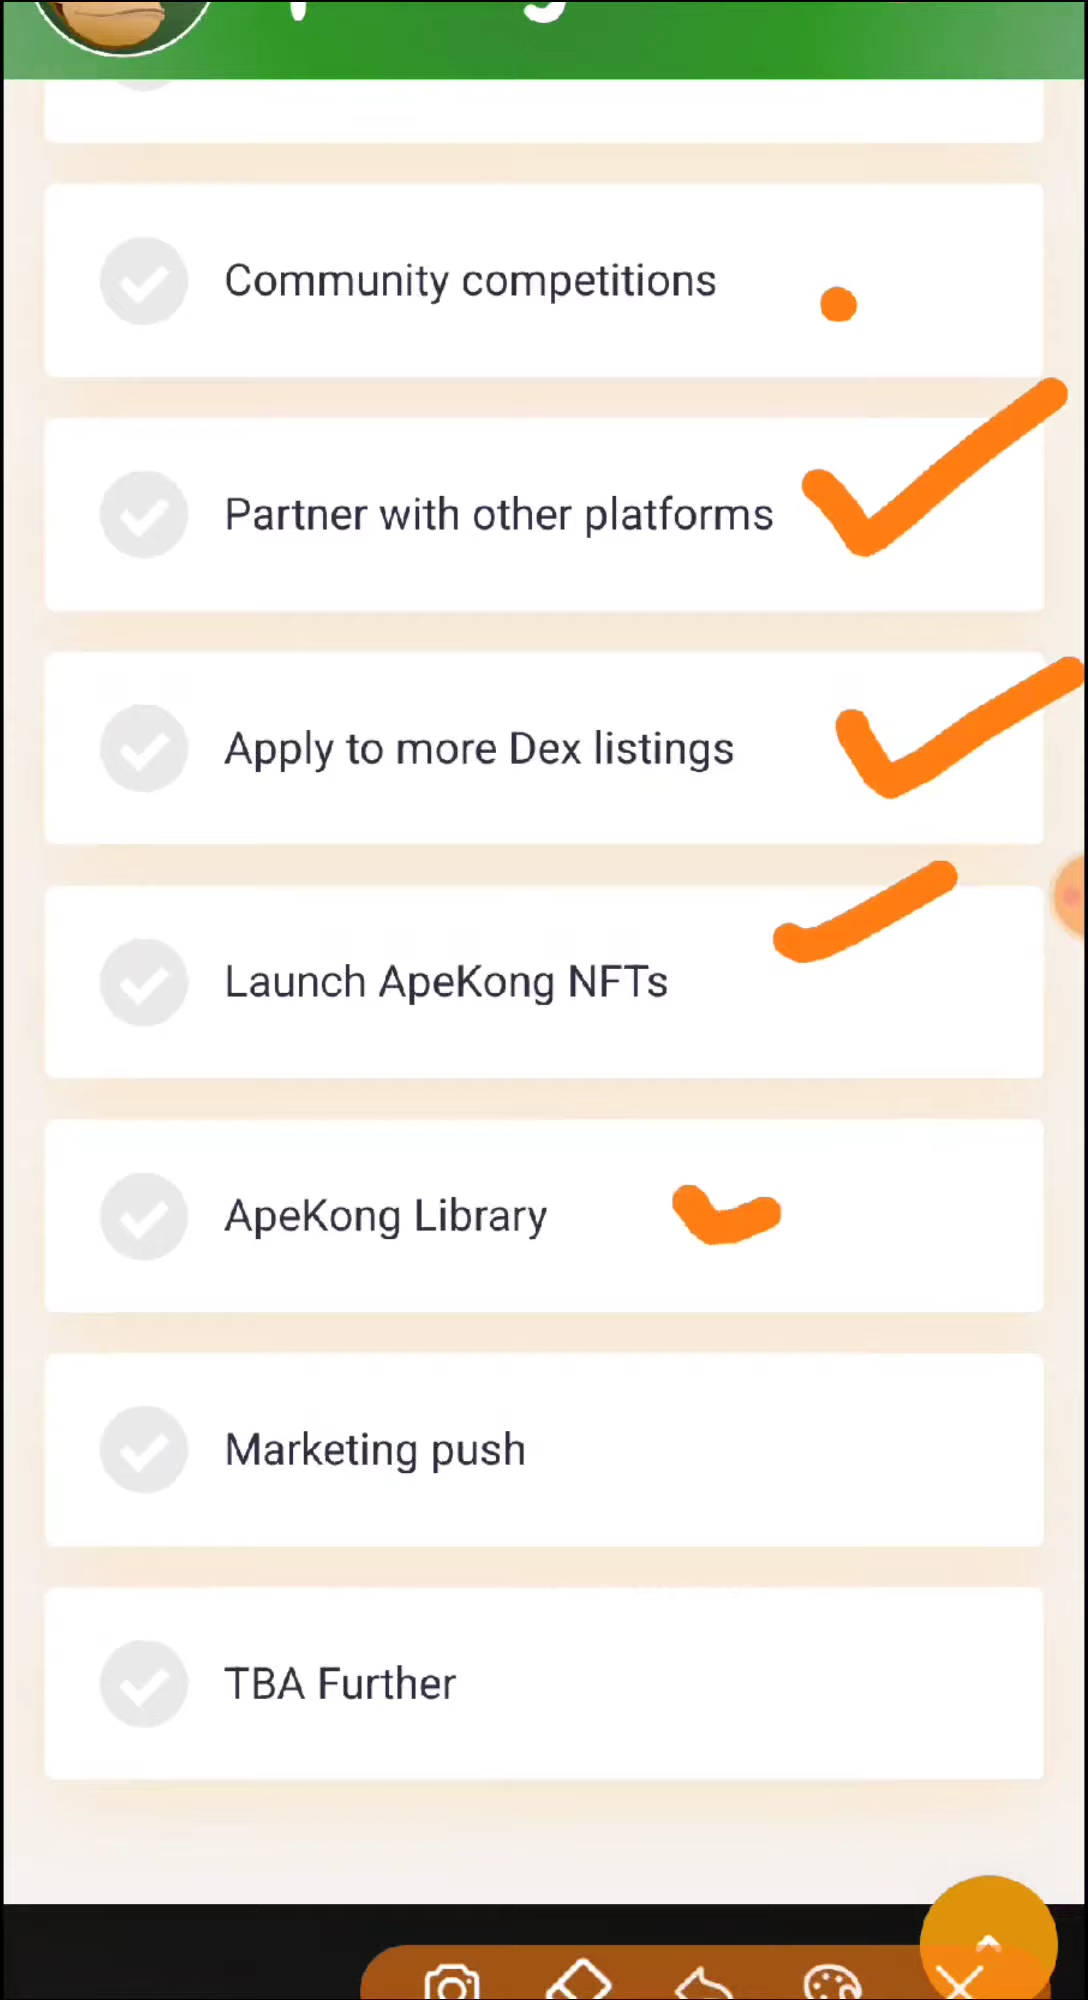 Community competitions
Partner with other platforms
Apply to more Dex listings
Launch ApeKong NFTs
ApeKong Library
Marketing push
TBA Further